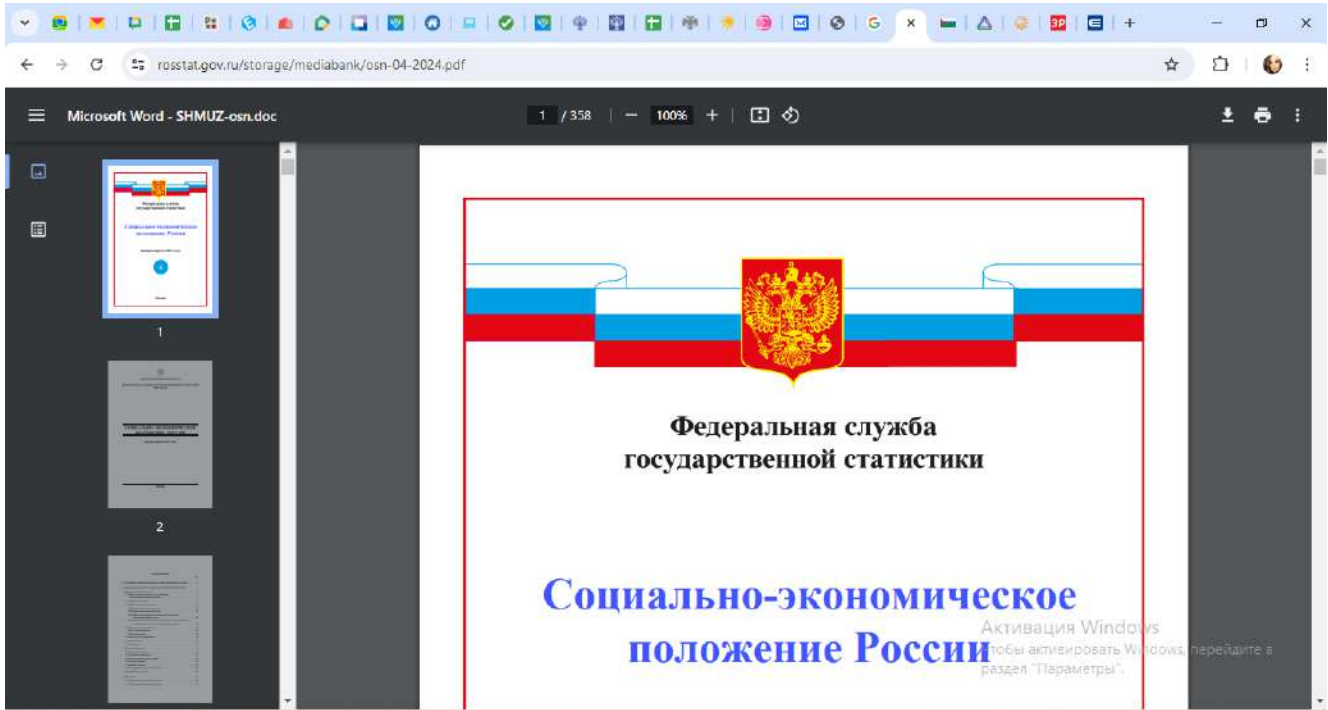 rosstat.gov.ru/storage/mediabank/osn-04-2024.pdf
Microsoft Word - SHMUZ-osn.doc
1 / 358
100%
1
2
Федеральная служба
государственной статистики
Социально-экономическое
положение России
Активация Windows
Чтобы активировать Windows, перейдите в
раздел "Параметры".